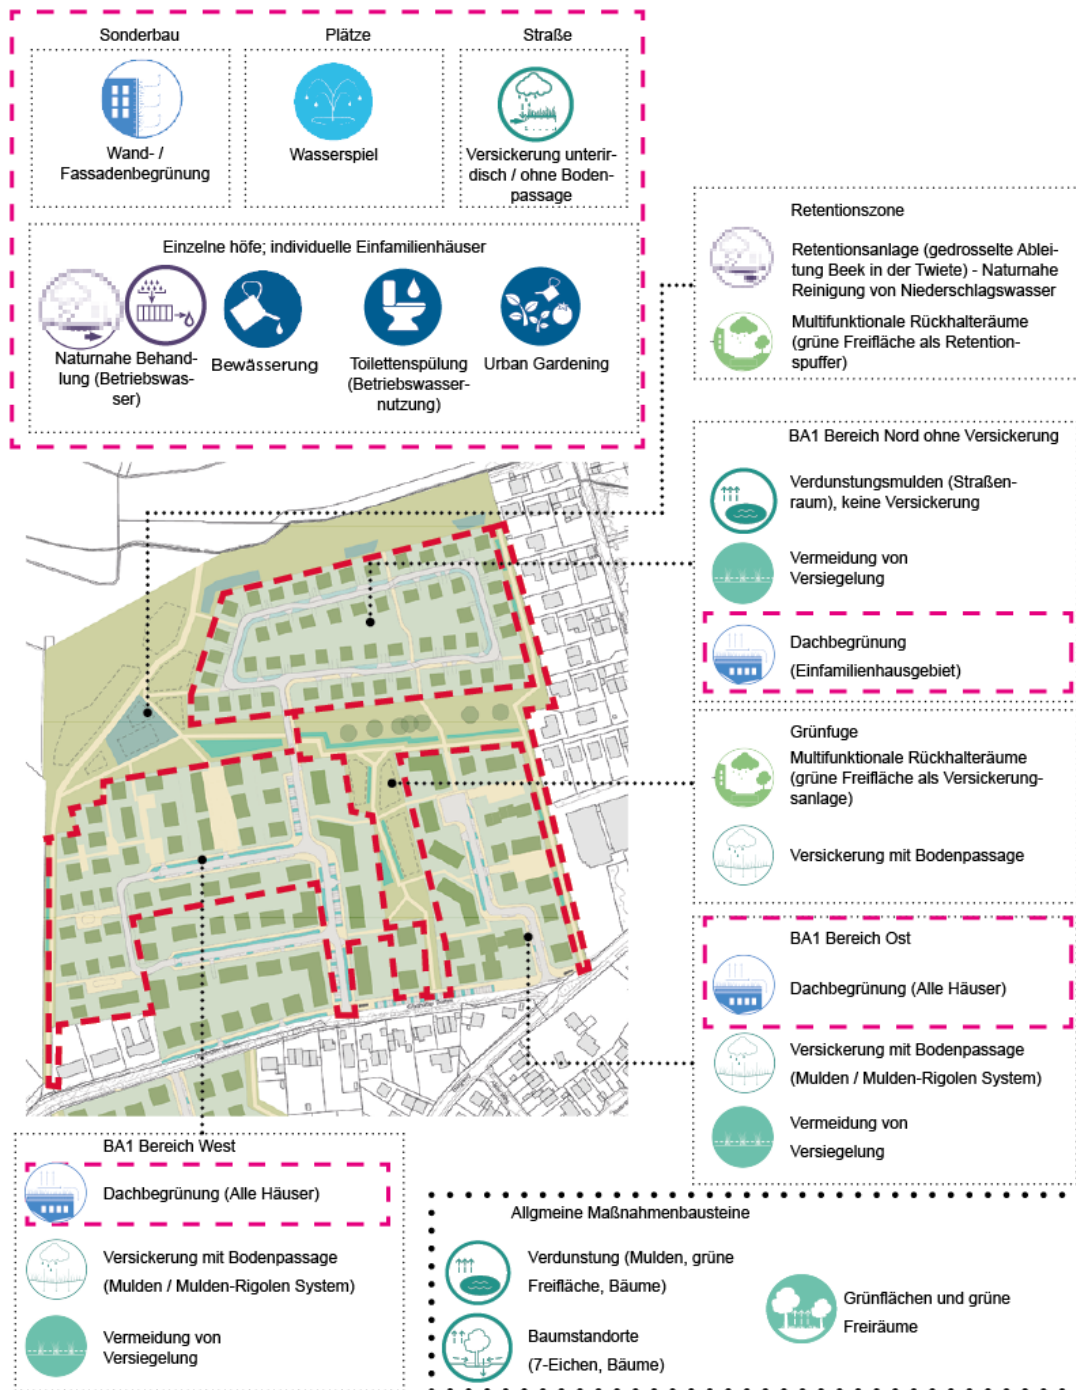 Sonderbau
Plätze
Straße
Wand- /
Fassadenbegrünung
Wasserspiel
Versickerung unterir-
disch / ohne Boden-
passage
Einzelne höfe; individuelle Einfamilienhäuser
Naturnahe Behand-
lung (Betriebswas-
ser)
Bewässerung
Toilettenspülung
(Betriebswasser-
nutzung)
Urban Gardening
Retentionszone
Retentionsanlage (gedrosselte Ablei-
tung Beek in der Twiete) - Naturnahe
Reinigung von Niederschlagswasser
Multifunktionale Rückhalteräume
(grüne Freifläche als Retention-
spuffer)
BA1 Bereich Nord ohne Versickerung
Verdunstungsmulden (Straßen-
raum), keine Versickerung
Vermeidung von
Versiegelung
Dachbegrünung
(Einfamilienhausgebiet)
Grünfuge
Multifunktionale Rückhalteräume
(grüne Freifläche als Versickerung-
sanlage)
Versickerung mit Bodenpassage
BA1 Bereich Ost
Dachbegrünung (Alle Häuser)
Versickerung mit Bodenpassage
(Mulden / Mulden-Rigolen System)
Vermeidung von
Versiegelung
BA1 Bereich West
Dachbegrünung (Alle Häuser)
Versickerung mit Bodenpassage
(Mulden / Mulden-Rigolen System)
Vermeidung von
Versiegelung
Allgmeine Maßnahmenbausteine
Verdunstung (Mulden, grüne
Freifläche, Bäume)
Baumstandorte
(7-Eichen, Bäume)
Grünflächen und grüne
Freiräume